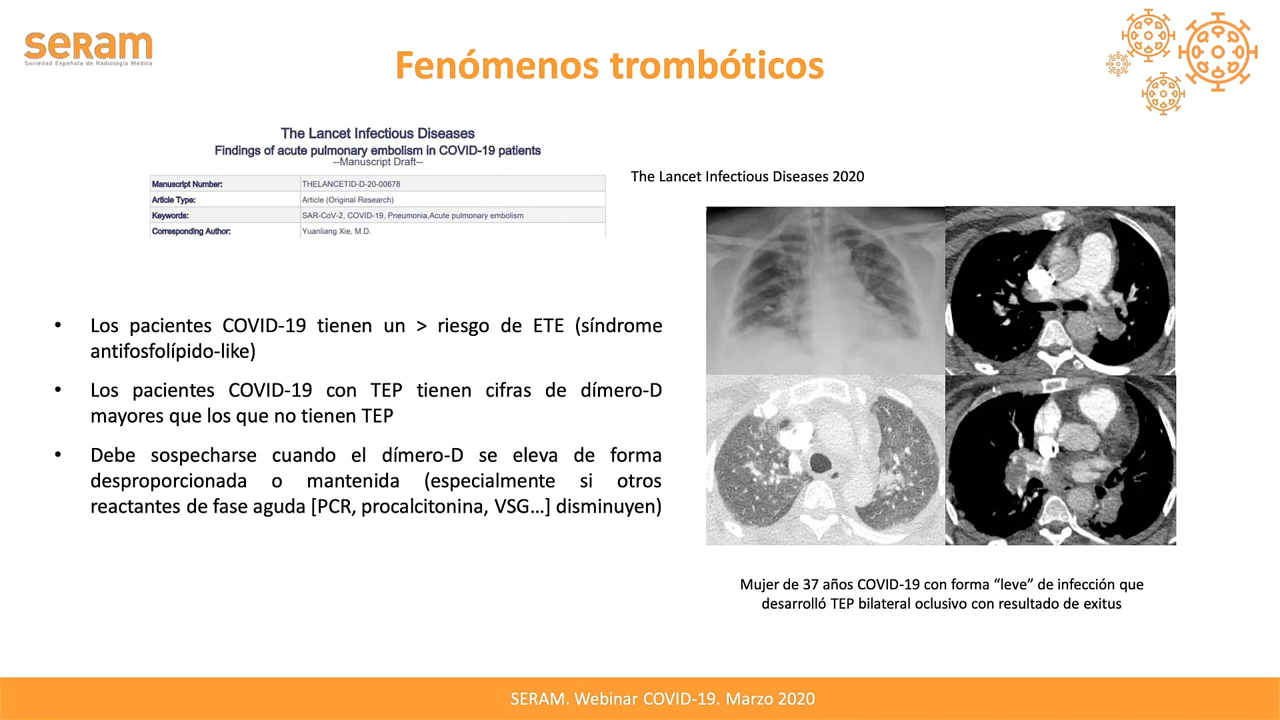 seRam
Sociedad Española de Radiología Médica
Fenómenos trombóticos
The Lancet Infectious Diseases
Findings of acute pulmonary embolism in COVID-19 patients
--Manuscript Draft--
Manuscript Number: THELANCETID-D-20-00678
Article Type: Article (Original Research)
Keywords: SAR-CoV-2, COVID-19, Pneumonia,Acute pulmonary embolism
Corresponding Author: Yuanliang Xie, M.D.
The Lancet Infectious Diseases 2020
• Los pacientes COVID-19 tienen un > riesgo de ETE (síndrome
antifosfolípido-like)
• Los pacientes COVID-19 con TEP tienen cifras de dímero-D
mayores que los que no tienen TEP
• Debe sospecharse cuando el dímero-D se eleva de forma
desproporcionada o mantenida (especialmente si otros
reactantes de fase aguda [PCR, procalcitonina, VSG…] disminuyen)
Mujer de 37 años COVID-19 con forma “leve” de infección que
desarrolló TEP bilateral oclusivo con resultado de exitus
SERAM. Webinar COVID-19. Marzo 2020